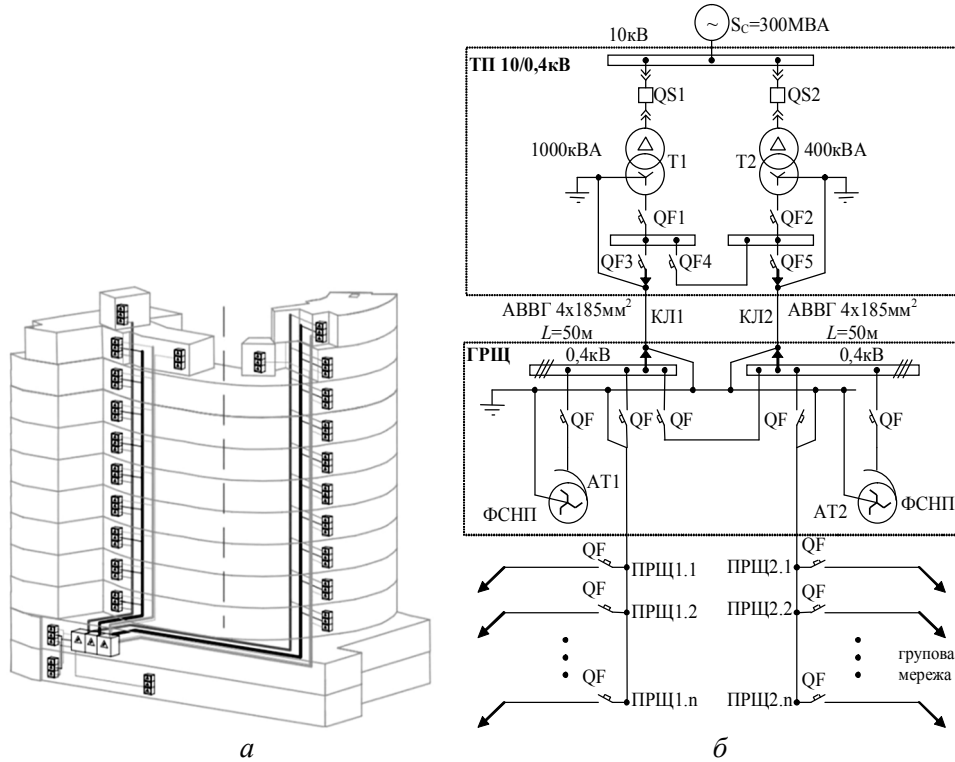 S_C=300МВА
10кВ
ТП 10/0,4кВ
QS1
QS2
1000кВА
T1
T2
400кВА
QF1
QF2
QF3
QF4
QF5
АВВГ 4х185мм²
L=50м
КЛ1
КЛ2
АВВГ 4х185мм²
L=50м
ГРЩ
0,4кВ
0,4кВ
QF
QF
QF
QF
QF
АТ1
ФСНП
АТ2
ФСНП
QF
ПРЩ1.1
ПРЩ2.1
QF
QF
ПРЩ1.2
ПРЩ2.2
QF
групова
мережа
QF
ПРЩ1.n
ПРЩ2.n
QF
а
б